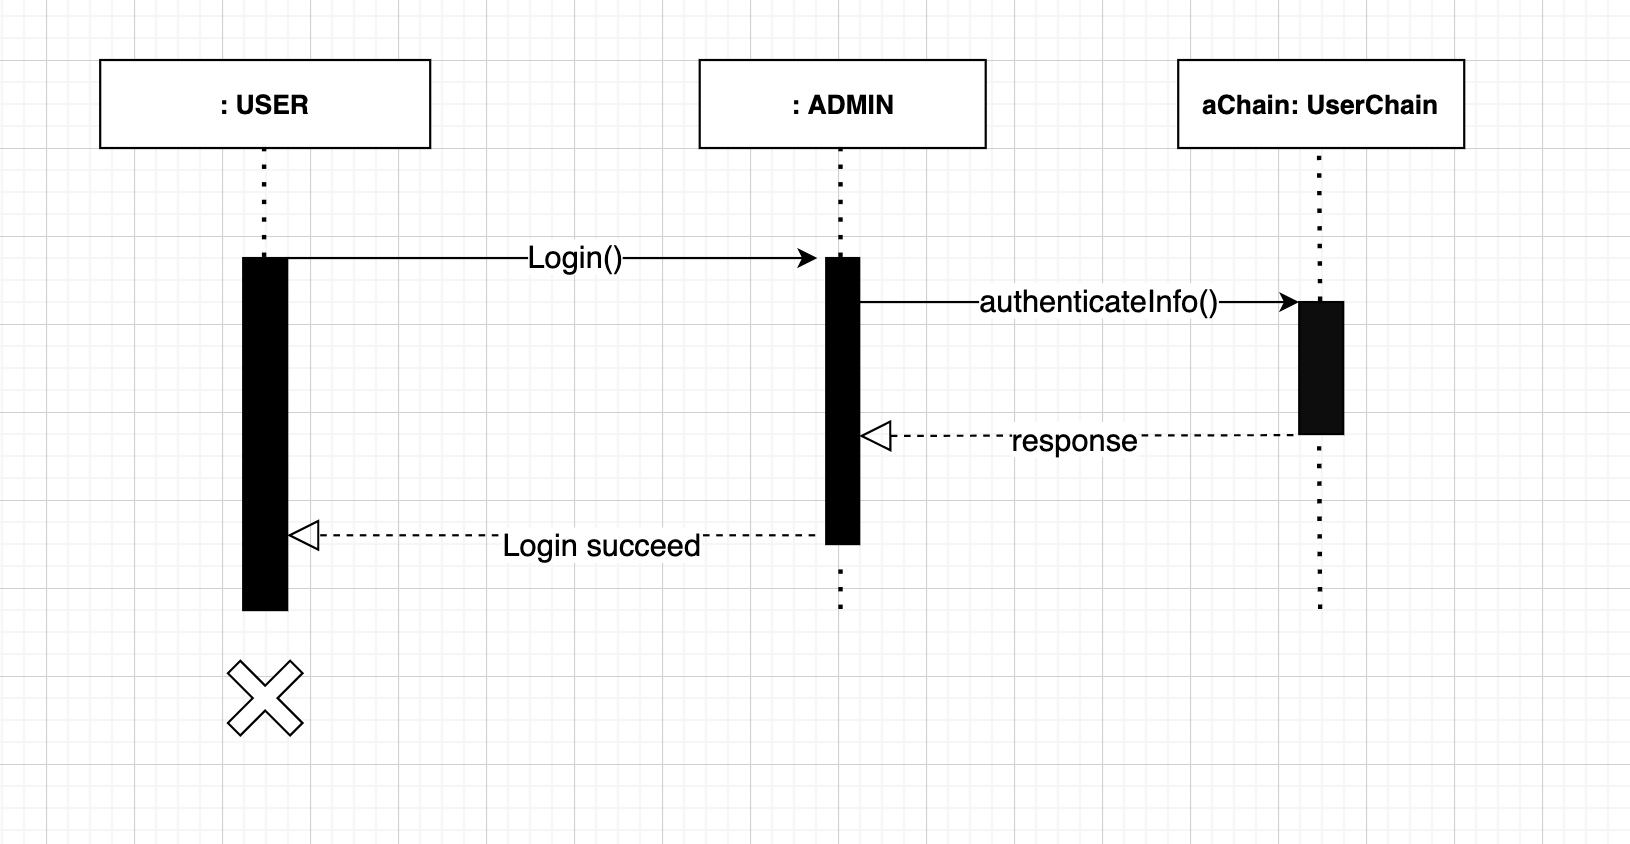 : USER
: ADMIN
aChain: UserChain
Login()
authenticateInfo()
response
Login succeed